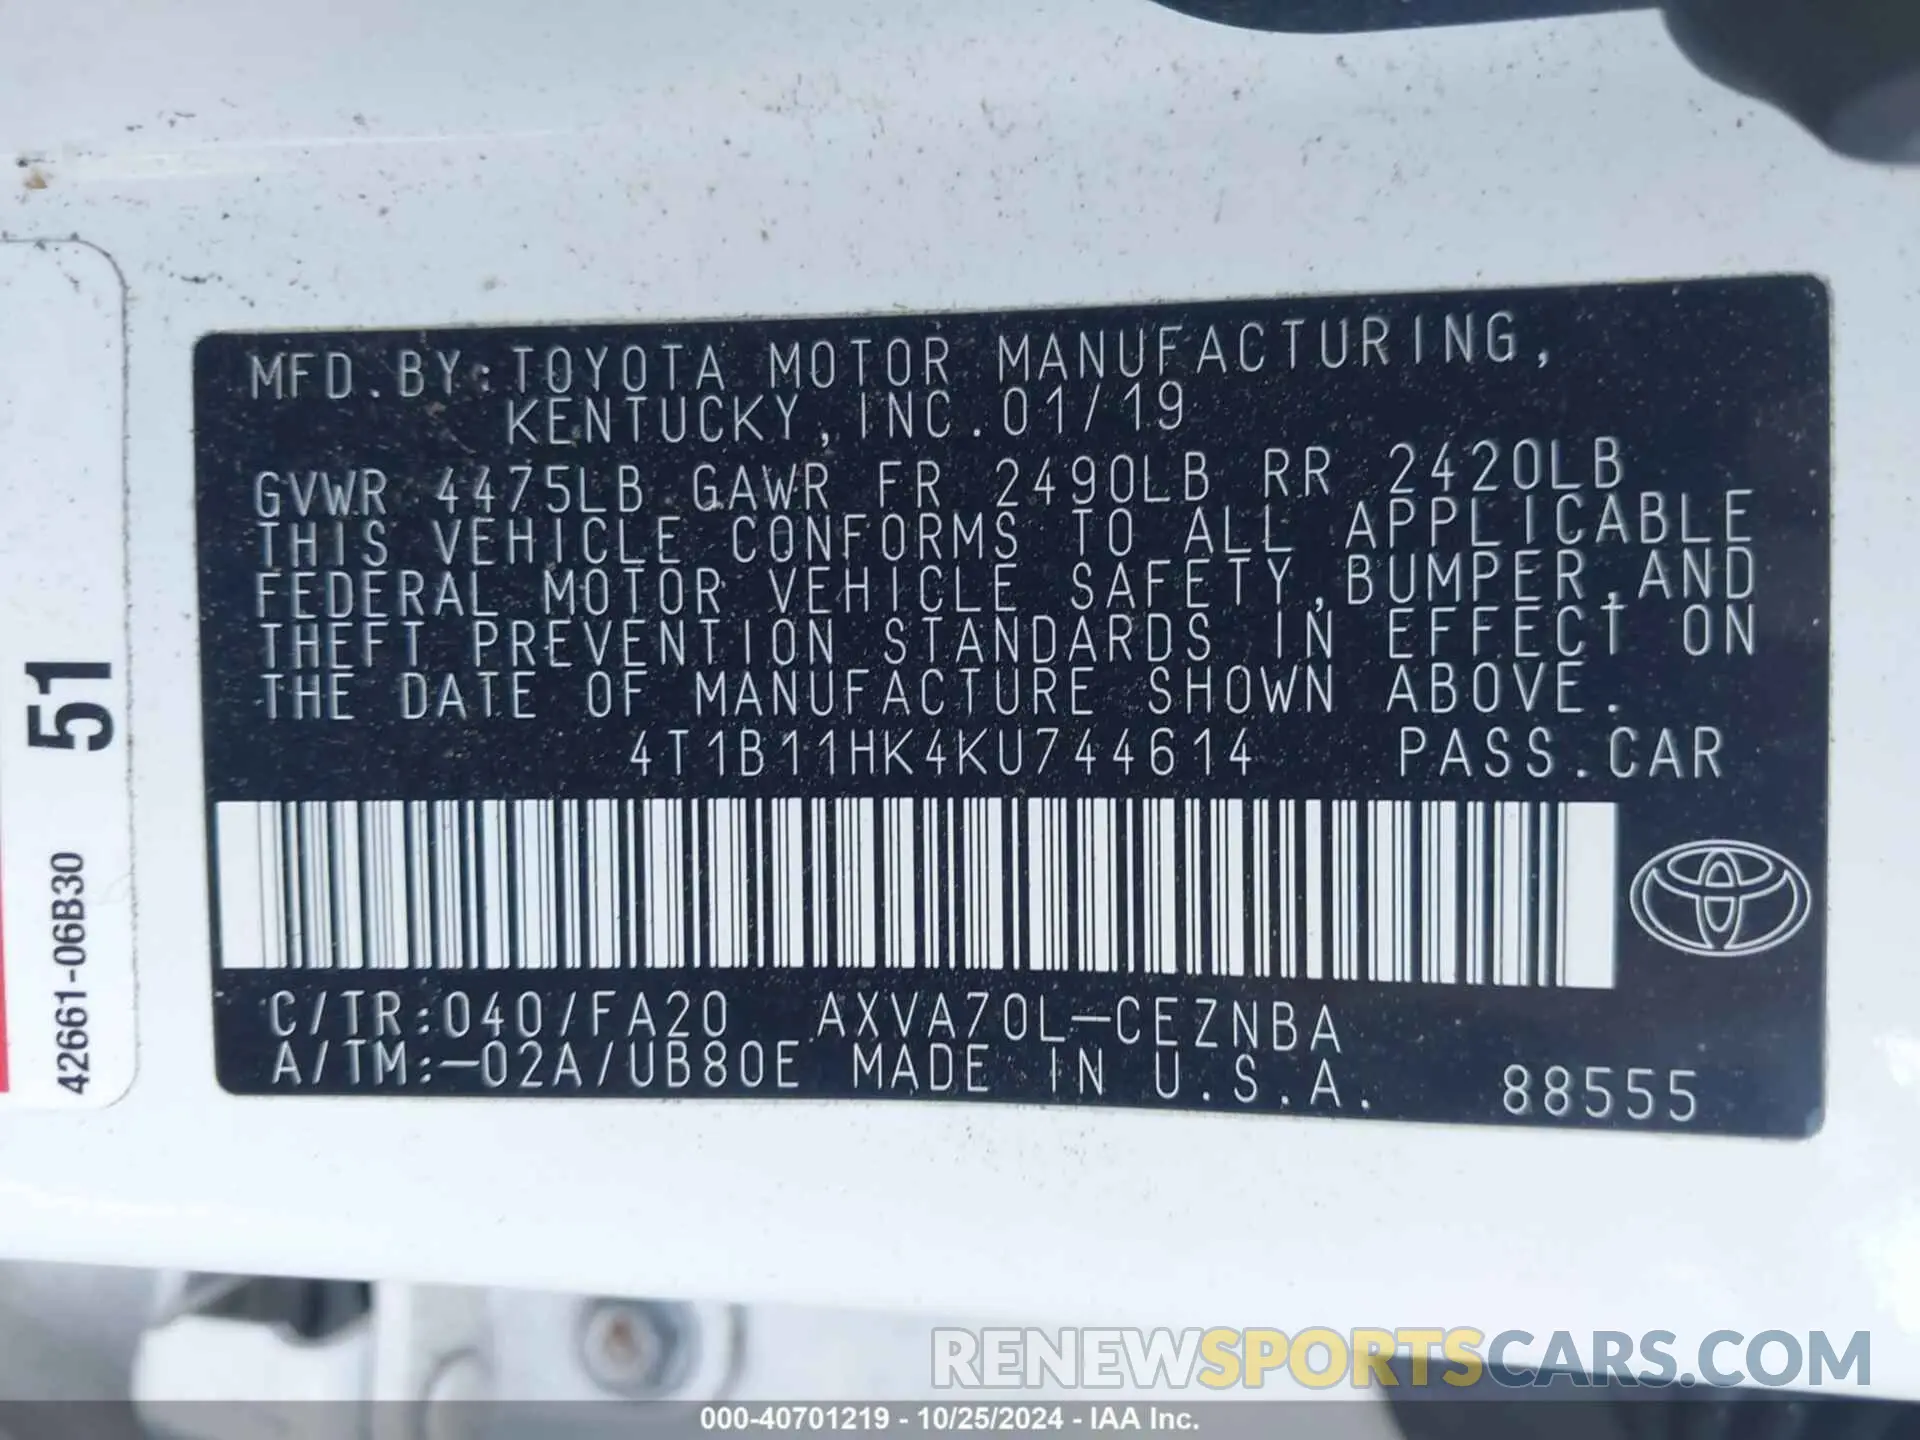 MFD.BY:TOYOTA MOTOR MANUFACTURING,
KENTUCKY,INC.01/19
GVWR 4475LB GAWR FR 2490LB RR 2420LB
THIS VEHICLE CONFORMS TO ALL APPLICABLE
FEDERAL MOTOR VEHICLE SAFETY,BUMPER,AND
THEFT PREVENTION STANDARDS IN EFFECT ON
THE DATE OF MANUFACTURE SHOWN ABOVE.
4T1B11HK4KU744614 PASS.CAR
C/TR:040/FA20 AXVA70L-CEZNBA
A/TM:-02A/UB80E MADE IN U.S.A. 88555
51
42661-06B30
RENEWSPORTSCARS.COM
000-40701219 - 10/25/2024 - IAA Inc.